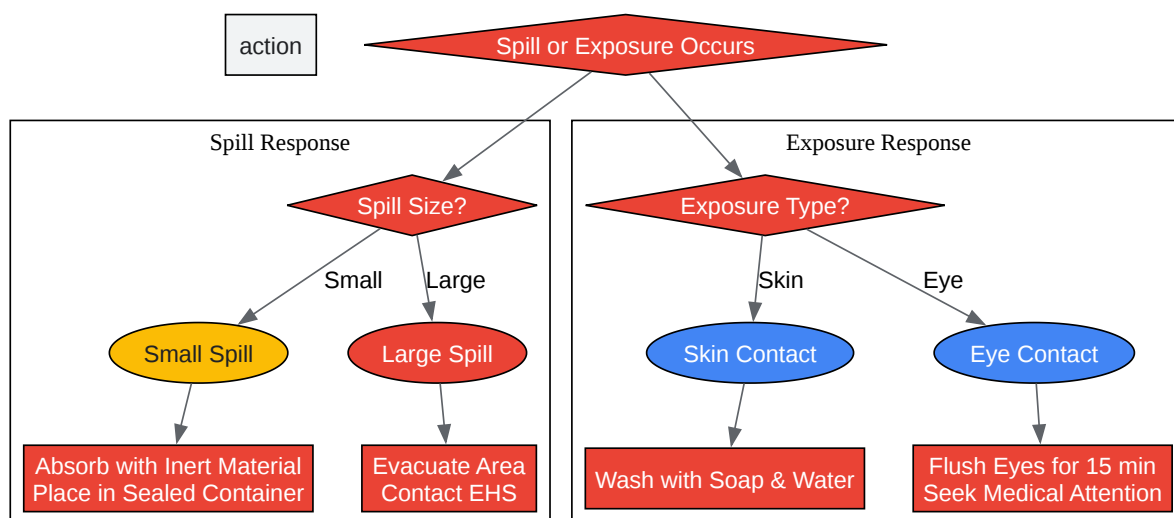 action
Spill or Exposure Occurs
Spill Response
Exposure Response
Spill Size?
Exposure Type?
Small
Large
Skin
Eye
Small Spill
Large Spill
Skin Contact
Eye Contact
Absorb with Inert Material
Place in Sealed Container
Evacuate Area
Contact EHS
Wash with Soap & Water
Flush Eyes for 15 min
Seek Medical Attention